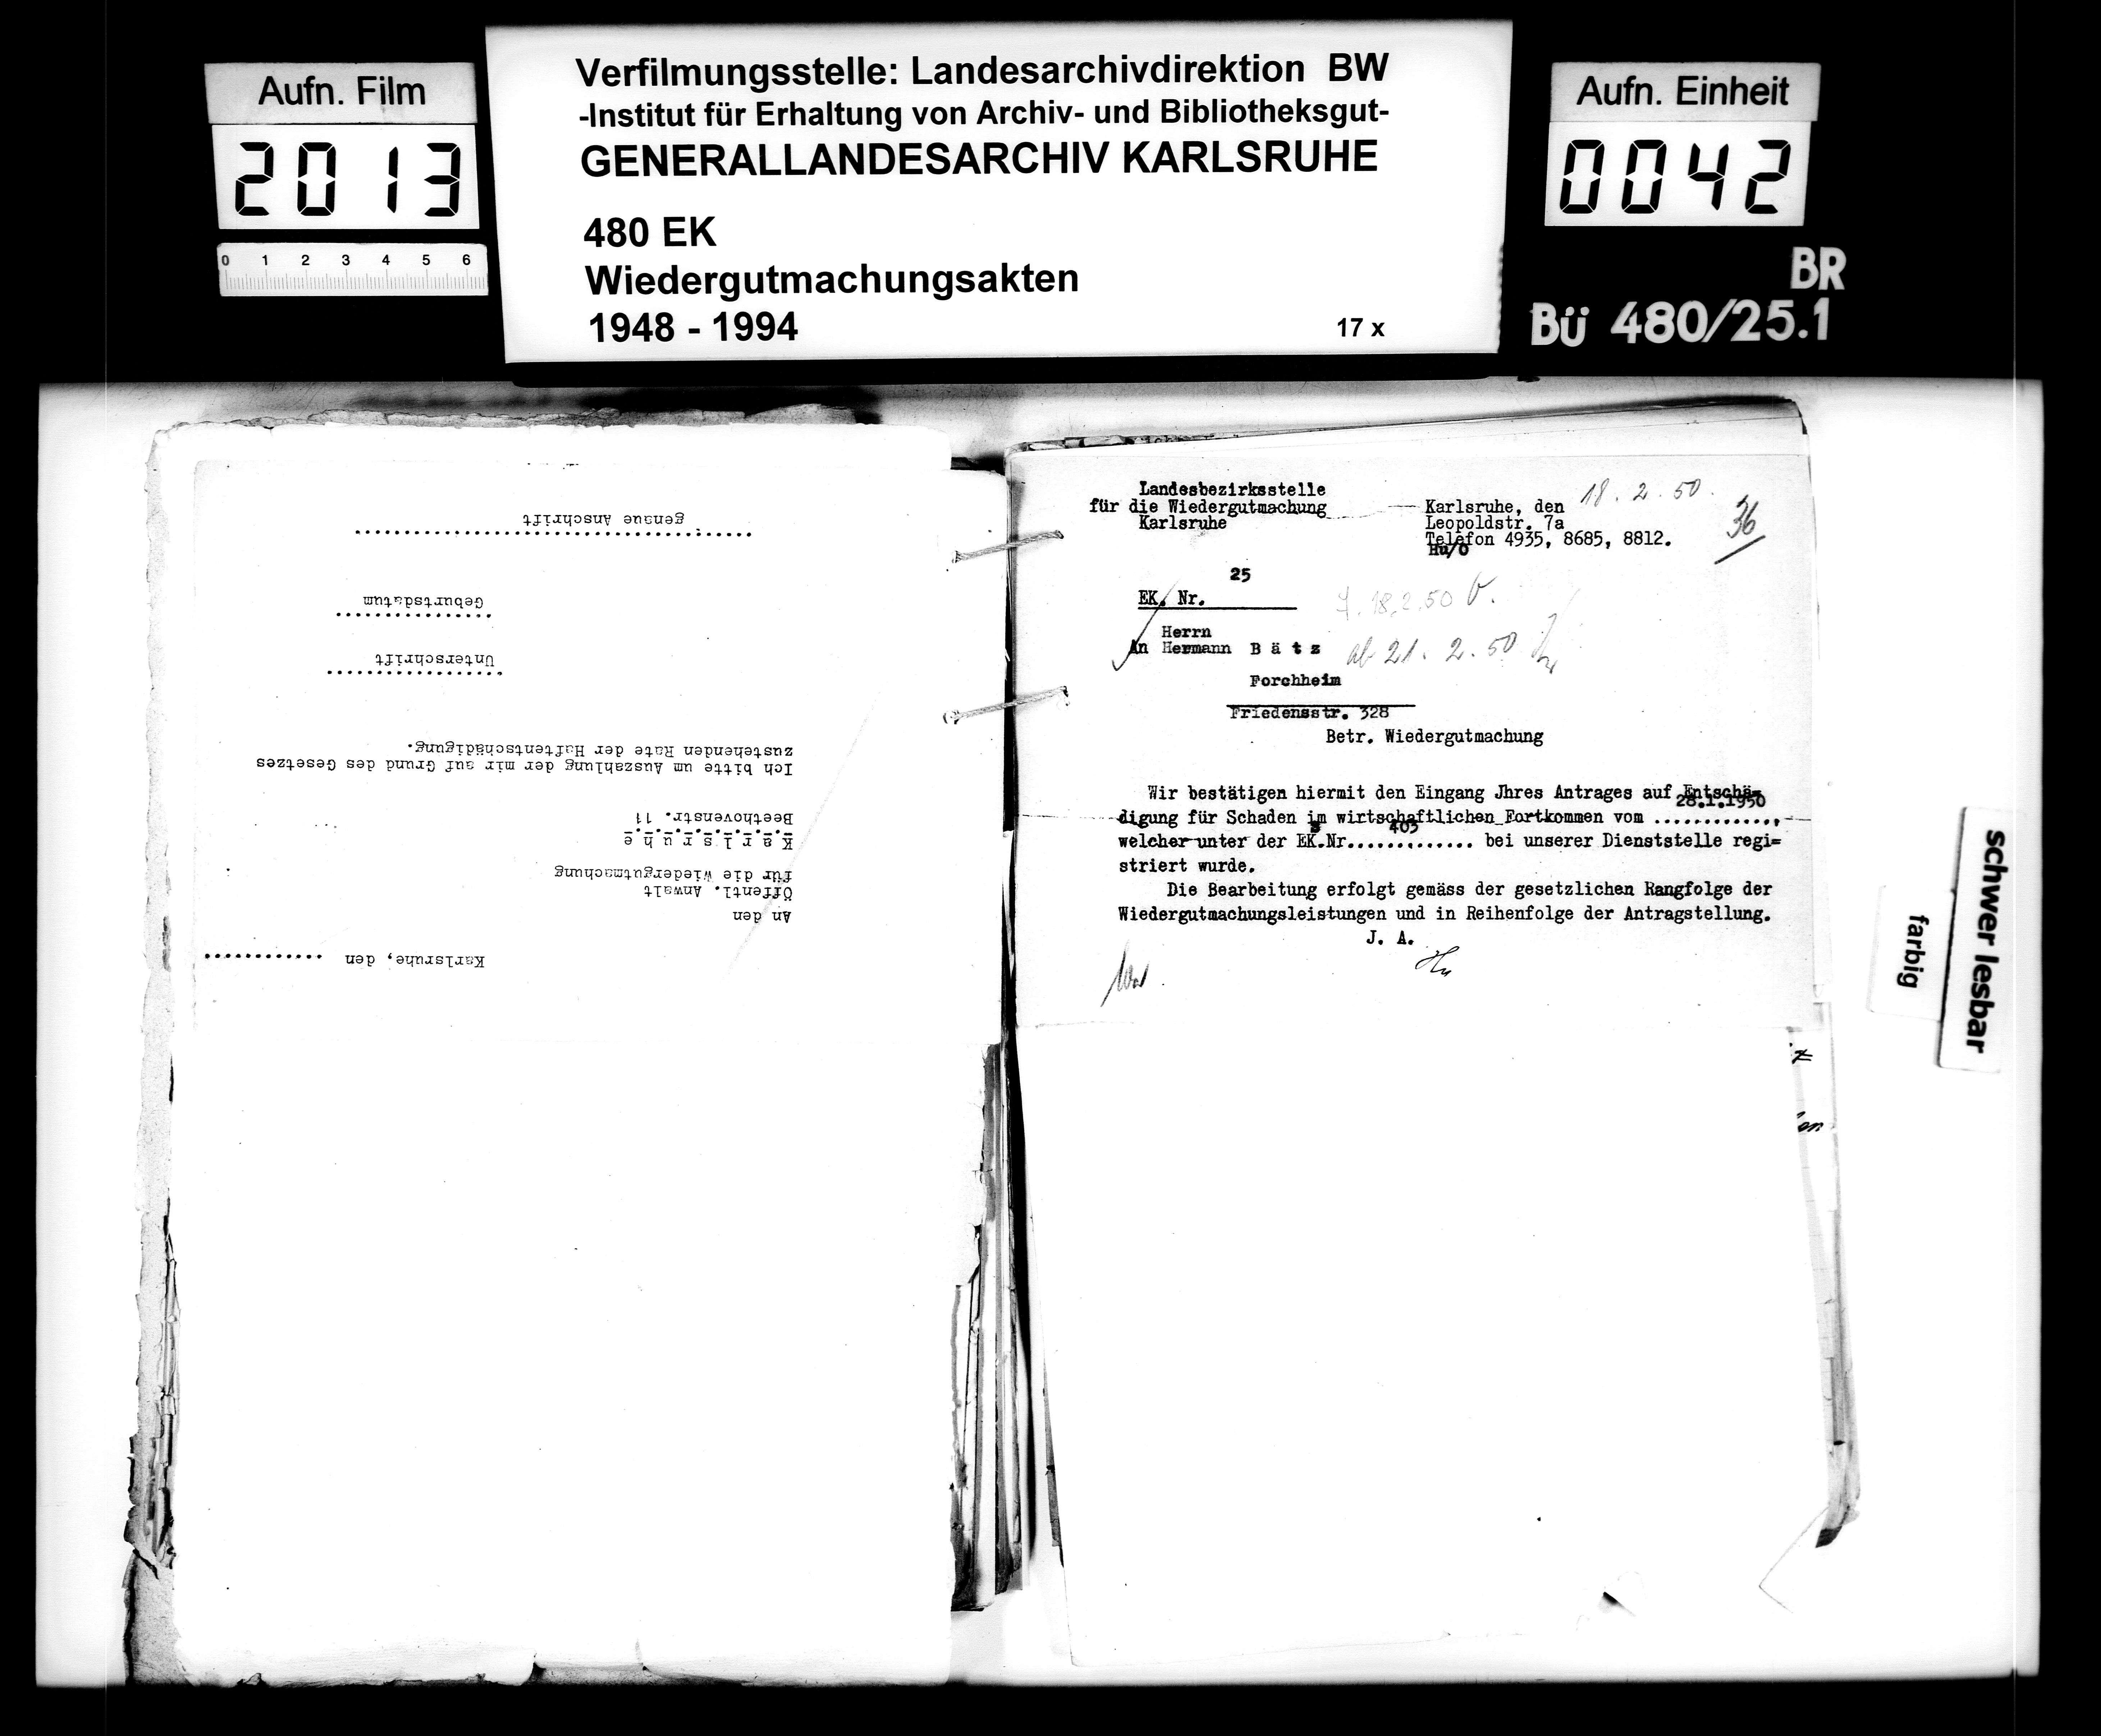 Aufn. Film
2013
0 1 2 3 4 5 6
Verfilmungsstelle: Landesarchivdirektion BW
-Institut für Erhaltung von Archiv- und Bibliotheksgut-
GENERALLANDESARCHIV KARLSRUHE
480 EK
Wiedergutmachungsakten
1948 - 1994
17 x
Aufn. Einheit
0042
BR
Bü 480/25.1
Karlsruhe, den ............
An den
Öffentl. Anwalt
für die Wiedergutmachung
K a r l s r u h e
Beethovenstr. 11
Ich bitte um Auszahlung der mir auf Grund des Gesetzes
zustehenden Rate der Haftentschädigung.
Unterschrift
Geburtsdatum
genaue Anschrift
Landesbezirksstelle
für die Wiedergutmachung
Karlsruhe
Karlsruhe, den 18.2.50.
Leopoldstr. 7a
Telefon 4935, 8685, 8812.
Hu/O
36
25
EK. Nr.
18.2.50
Herrn
An Hermann B ä t z
ab 21.2.50
Forchheim
Friedensstr. 328
Betr. Wiedergutmachung
Wir bestätigen hiermit den Eingang Jhres Antrages auf Entschä=
digung für Schaden im wirtschaftlichen Fortkommen vom 28.1.1950
welcher unter der EK.Nr. 403 bei unserer Dienststelle regi=
striert wurde.
Die Bearbeitung erfolgt gemäss der gesetzlichen Rangfolge der
Wiedergutmachungsleistungen und in Reihenfolge der Antragstellung.
J. A.
schwer lesbar
farbig